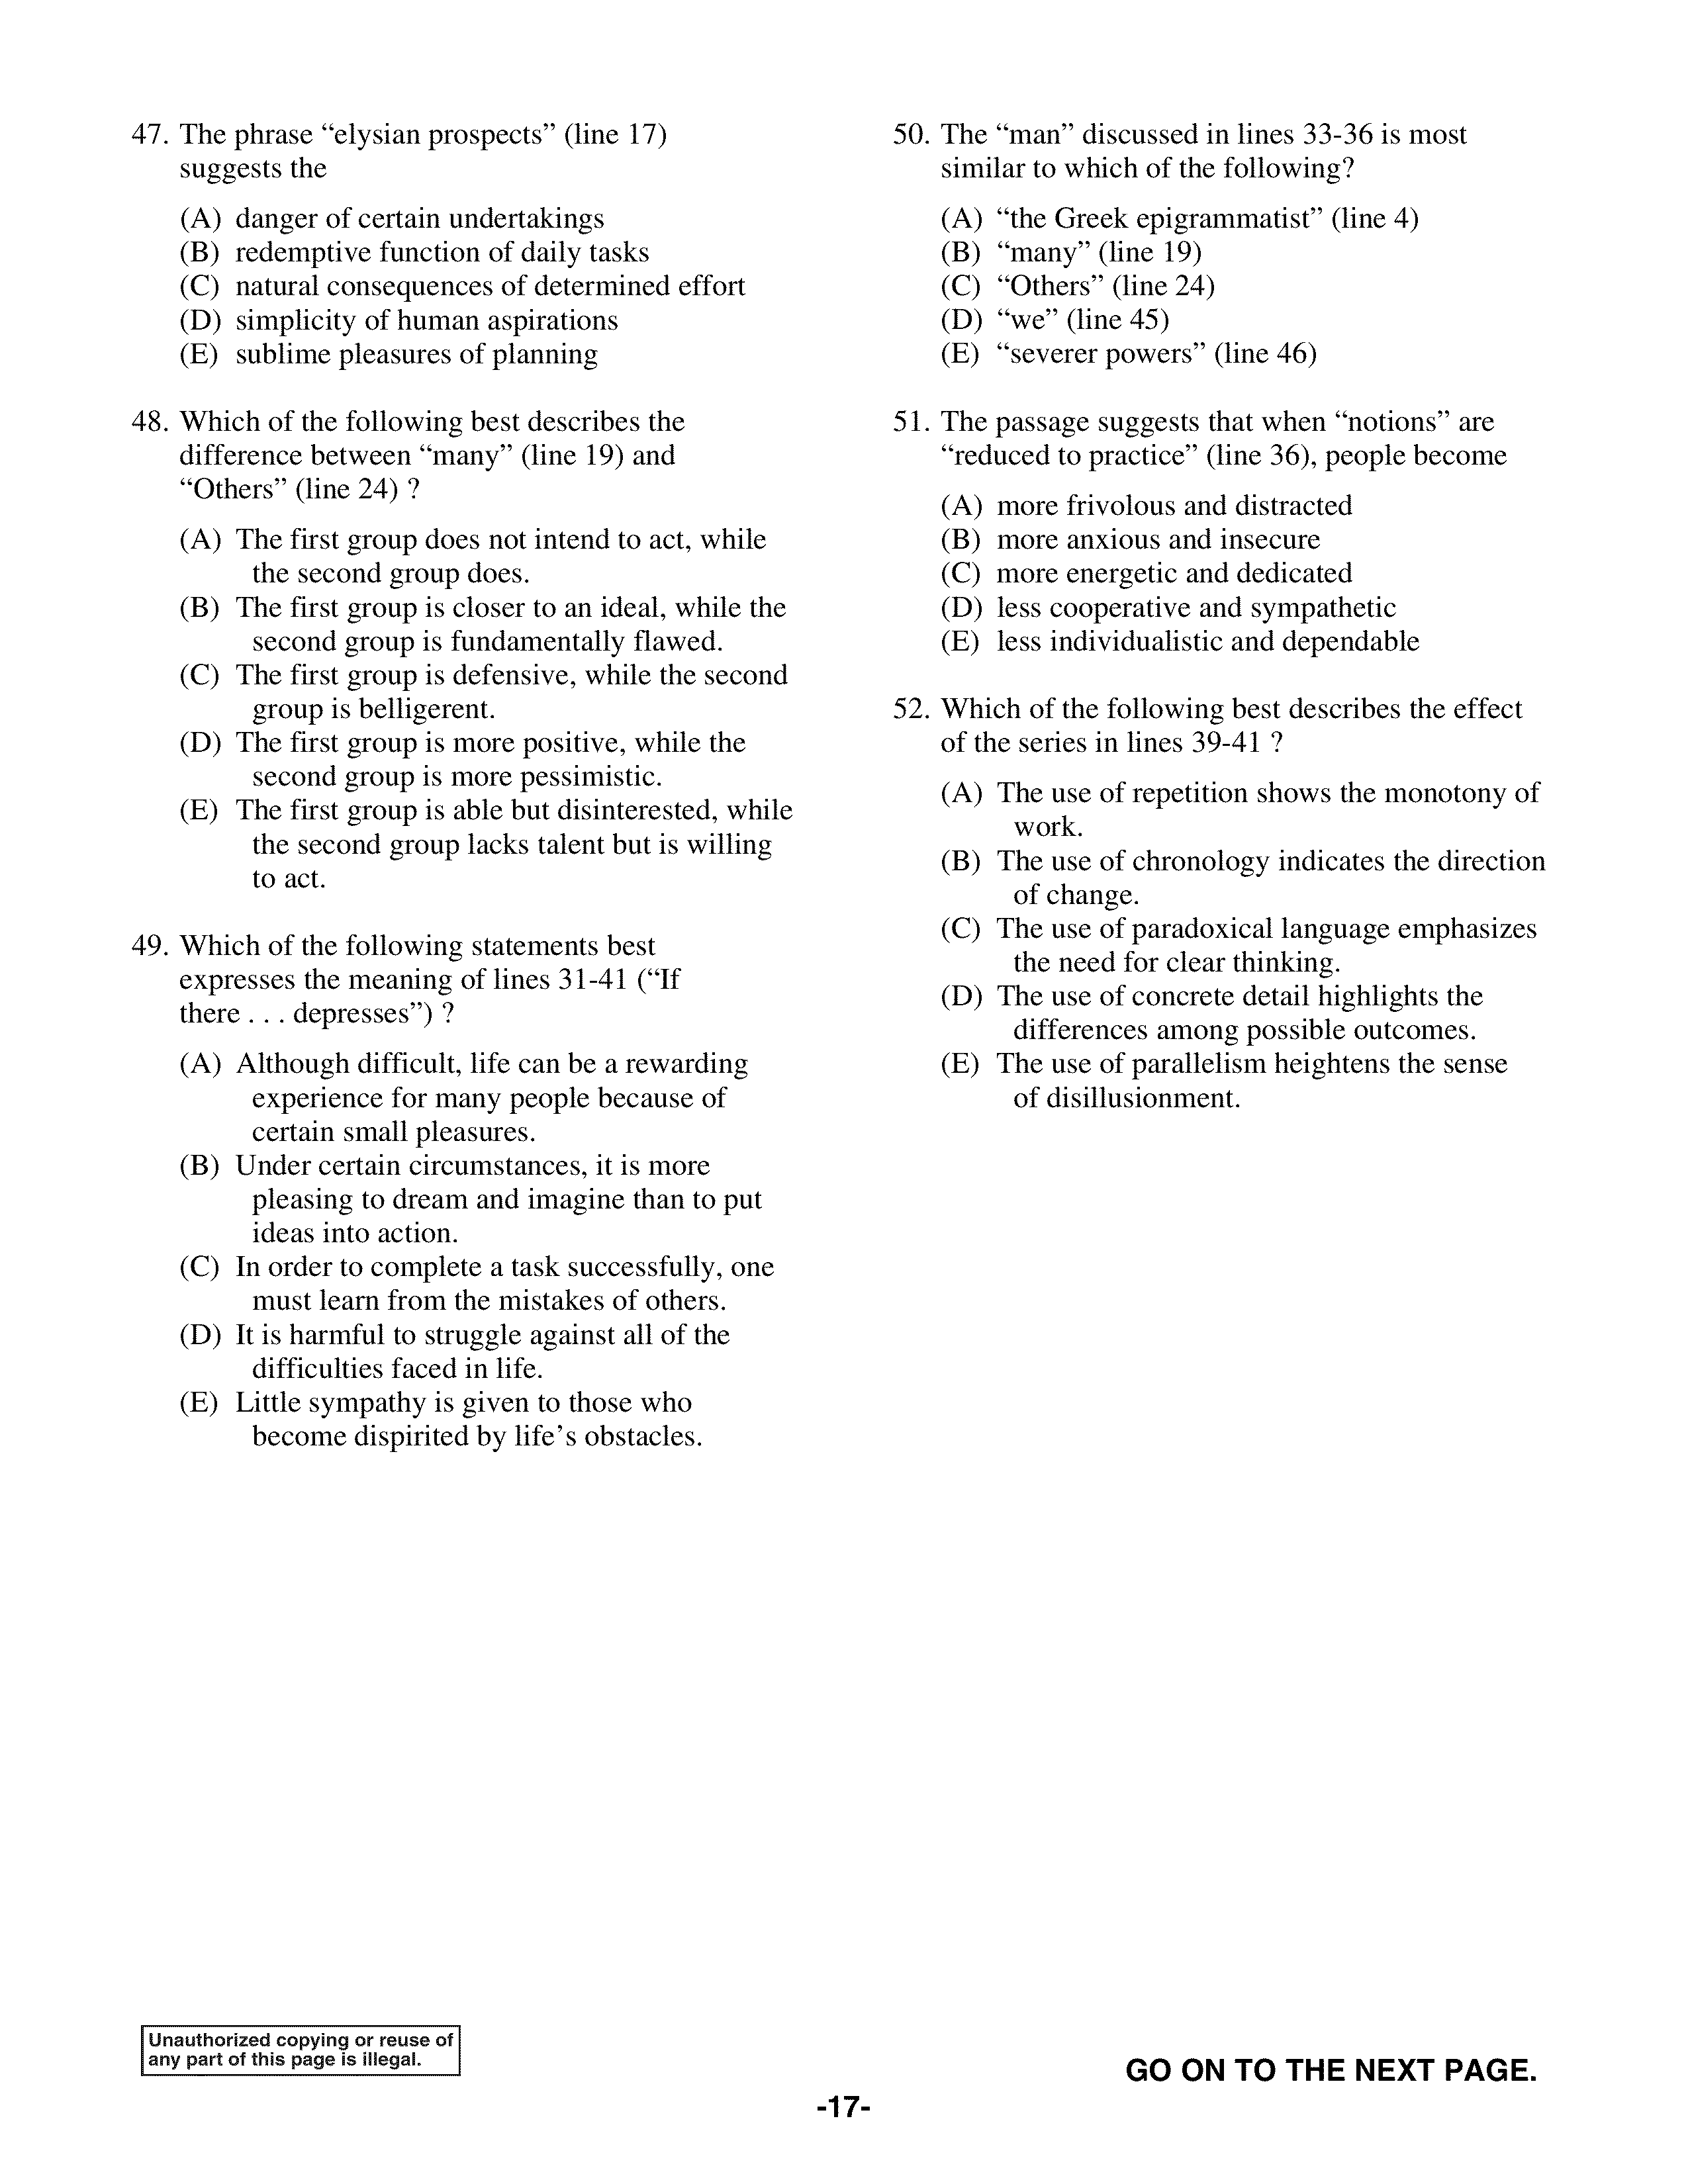 47. The phrase “elysian prospects” (line 17)
suggests the
(A) danger of certain undertakings
(B) redemptive function of daily tasks
(C) natural consequences of determined effort
(D) simplicity of human aspirations
(E) sublime pleasures of planning
48. Which of the following best describes the
difference between “many” (line 19) and
“Others” (line 24) ?
(A) The first group does not intend to act, while
the second group does.
(B) The first group is closer to an ideal, while the
second group is fundamentally flawed.
(C) The first group is defensive, while the second
group is belligerent.
(D) The first group is more positive, while the
second group is more pessimistic.
(E) The first group is able but disinterested, while
the second group lacks talent but is willing
to act.
49. Which of the following statements best
expresses the meaning of lines 31-41 (“If
there . . . depresses”) ?
(A) Although difficult, life can be a rewarding
experience for many people because of
certain small pleasures.
(B) Under certain circumstances, it is more
pleasing to dream and imagine than to put
ideas into action.
(C) In order to complete a task successfully, one
must learn from the mistakes of others.
(D) It is harmful to struggle against all of the
difficulties faced in life.
(E) Little sympathy is given to those who
become dispirited by life’s obstacles.
50. The “man” discussed in lines 33-36 is most
similar to which of the following?
(A) “the Greek epigrammatist” (line 4)
(B) “many” (line 19)
(C) “Others” (line 24)
(D) “we” (line 45)
(E) “severer powers” (line 46)
51. The passage suggests that when “notions” are
“reduced to practice” (line 36), people become
(A) more frivolous and distracted
(B) more anxious and insecure
(C) more energetic and dedicated
(D) less cooperative and sympathetic
(E) less individualistic and dependable
52. Which of the following best describes the effect
of the series in lines 39-41 ?
(A) The use of repetition shows the monotony of
work.
(B) The use of chronology indicates the direction
of change.
(C) The use of paradoxical language emphasizes
the need for clear thinking.
(D) The use of concrete detail highlights the
differences among possible outcomes.
(E) The use of parallelism heightens the sense
of disillusionment.
Unauthorized copying or reuse of
any part of this page is illegal.
GO ON TO THE NEXT PAGE.
-17-